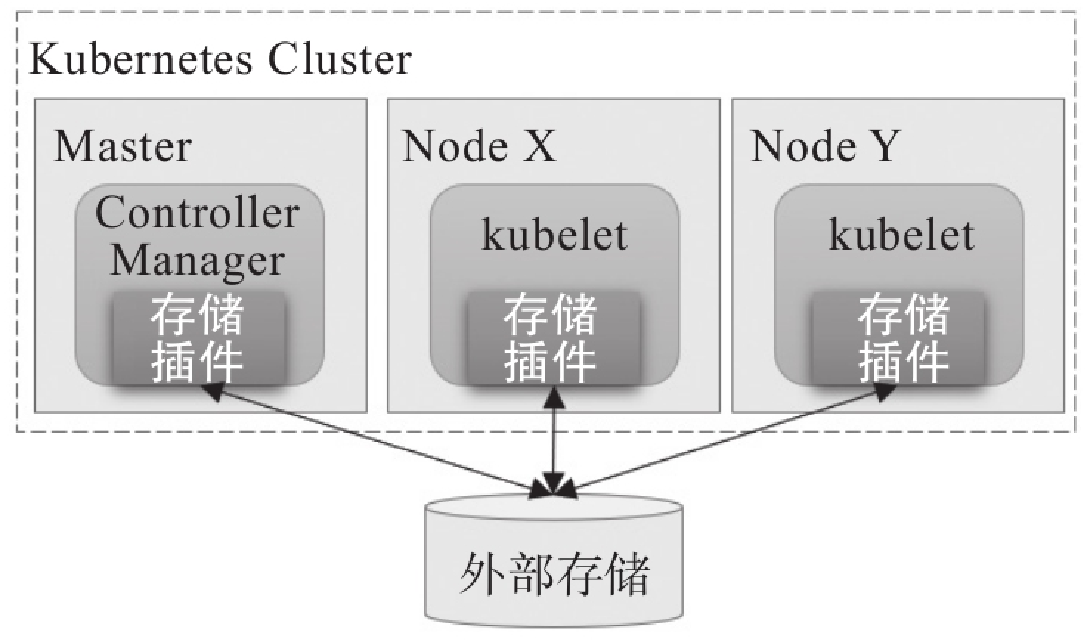 Kubernetes Cluster
Master
Controller
Manager
存储
插件
Node X
kubelet
存储
插件
Node Y
kubelet
存储
插件
外部存储